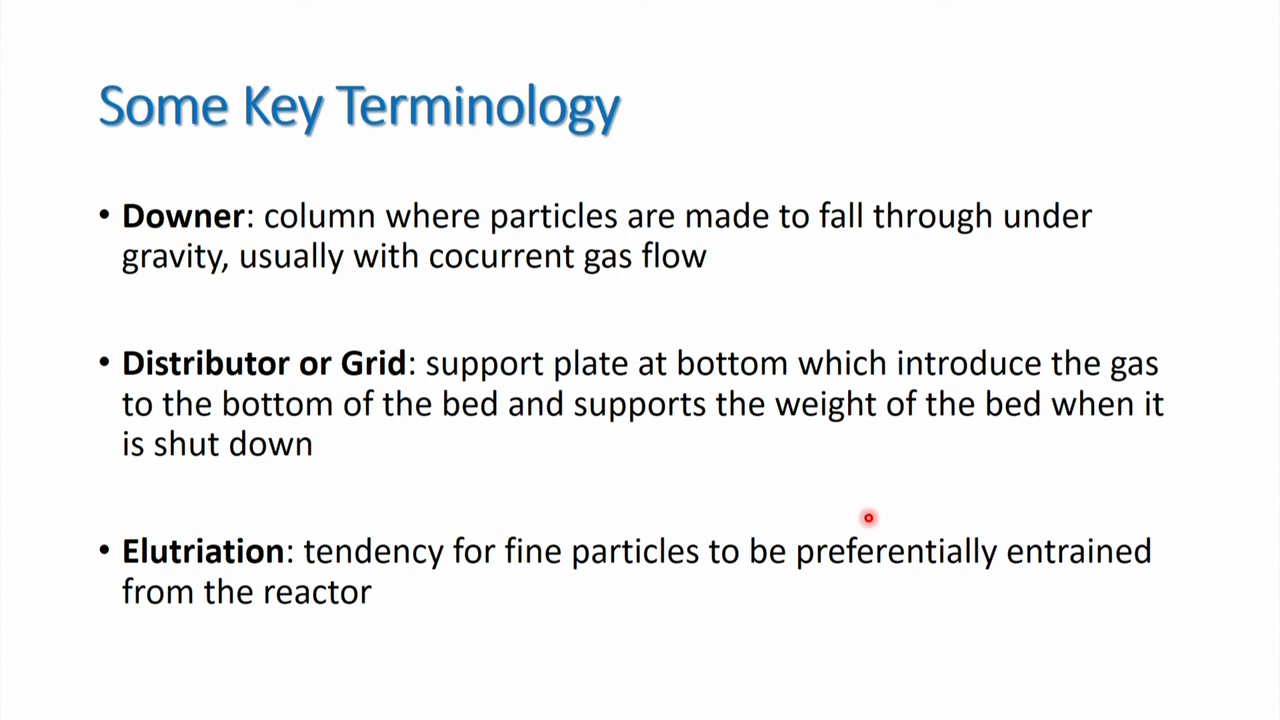 Some Key Terminology
• Downer: column where particles are made to fall through under
gravity, usually with cocurrent gas flow
• Distributor or Grid: support plate at bottom which introduce the gas
to the bottom of the bed and supports the weight of the bed when it
is shut down
• Elutriation: tendency for fine particles to be preferentially entrained
from the reactor